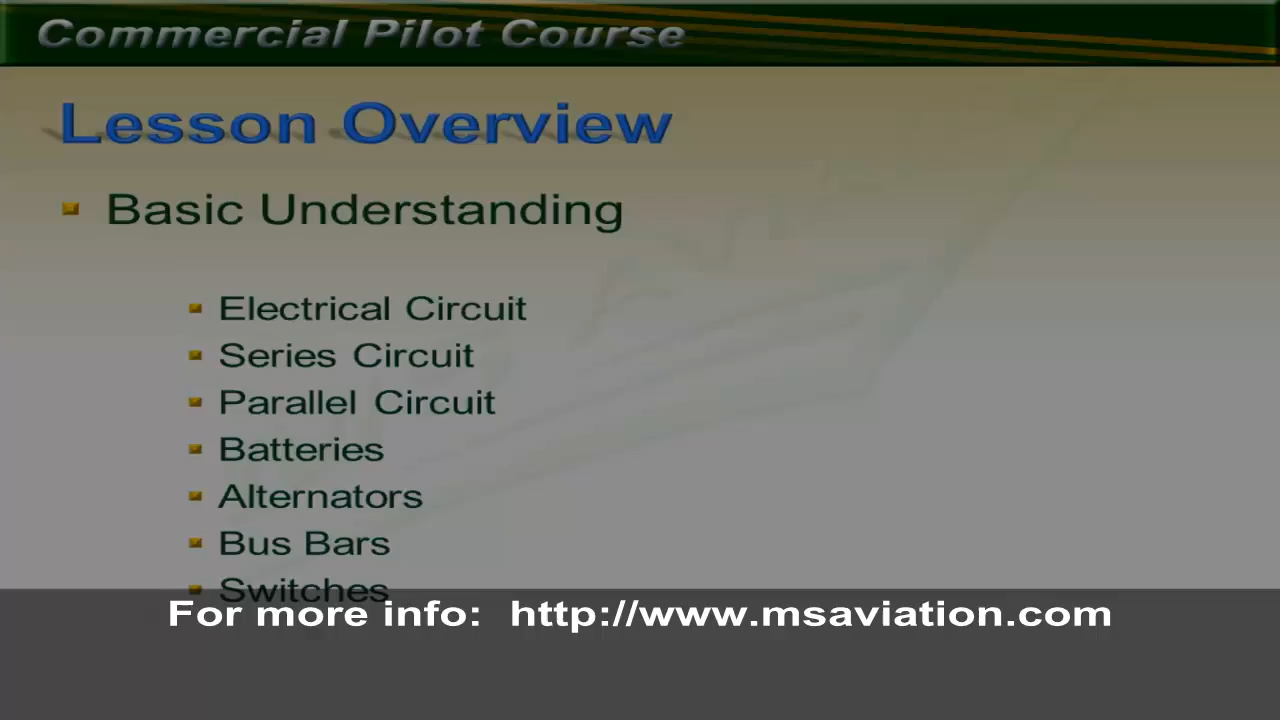 Commercial Pilot Course
Lesson Overview
Basic Understanding
Electrical Circuit
Series Circuit
Parallel Circuit
Batteries
Alternators
Bus Bars
Switches
For more info: http://www.msaviation.com